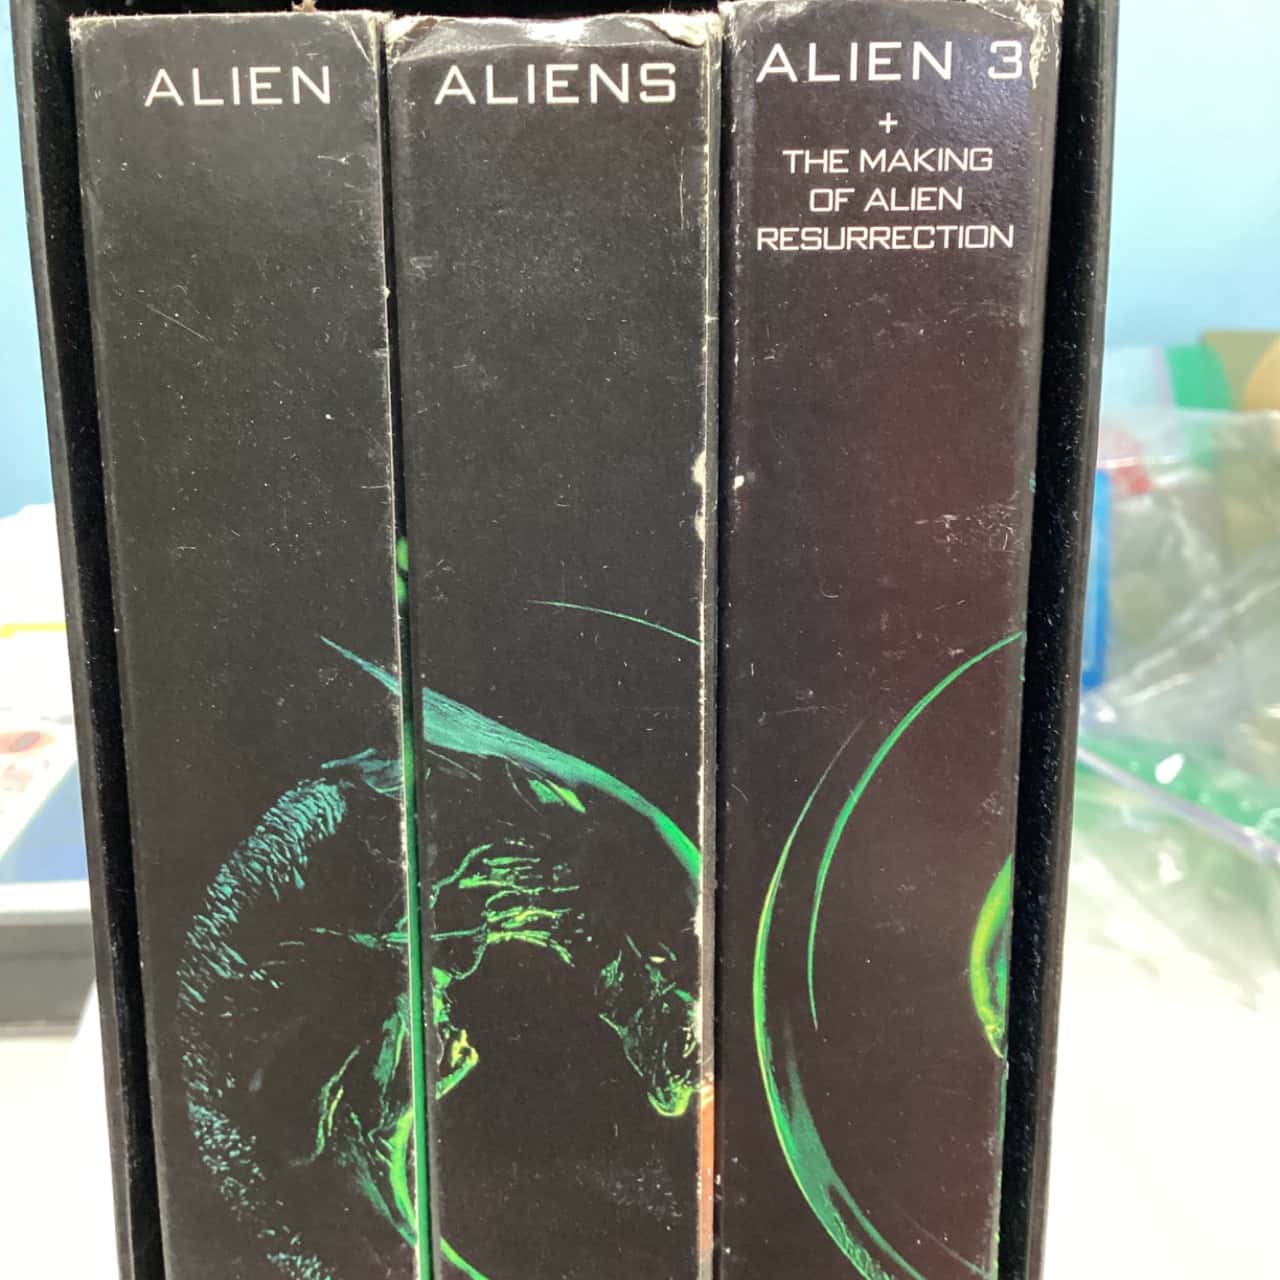 ALIEN
ALIENS
ALIEN 3
+
THE MAKING
OF ALIEN
RESURRECTION